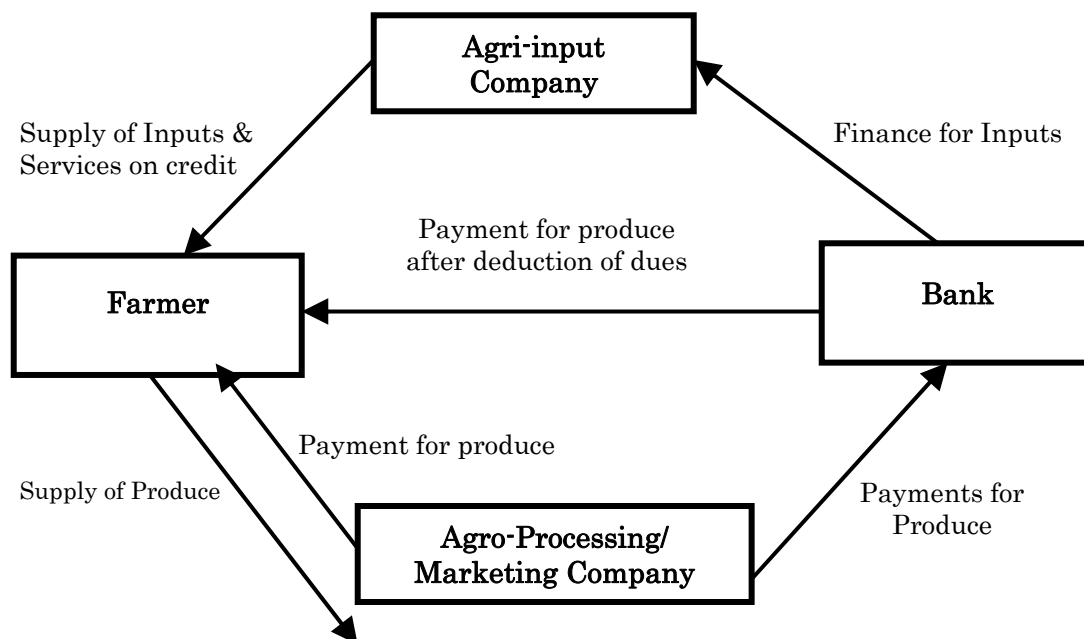 Agri-input
Company
Supply of Inputs &
Services on credit
Finance for Inputs
Payment for produce
after deduction of dues
Farmer
Bank
Payment for produce
Supply of Produce
Payments for
Produce
Agro-Processing/
Marketing Company